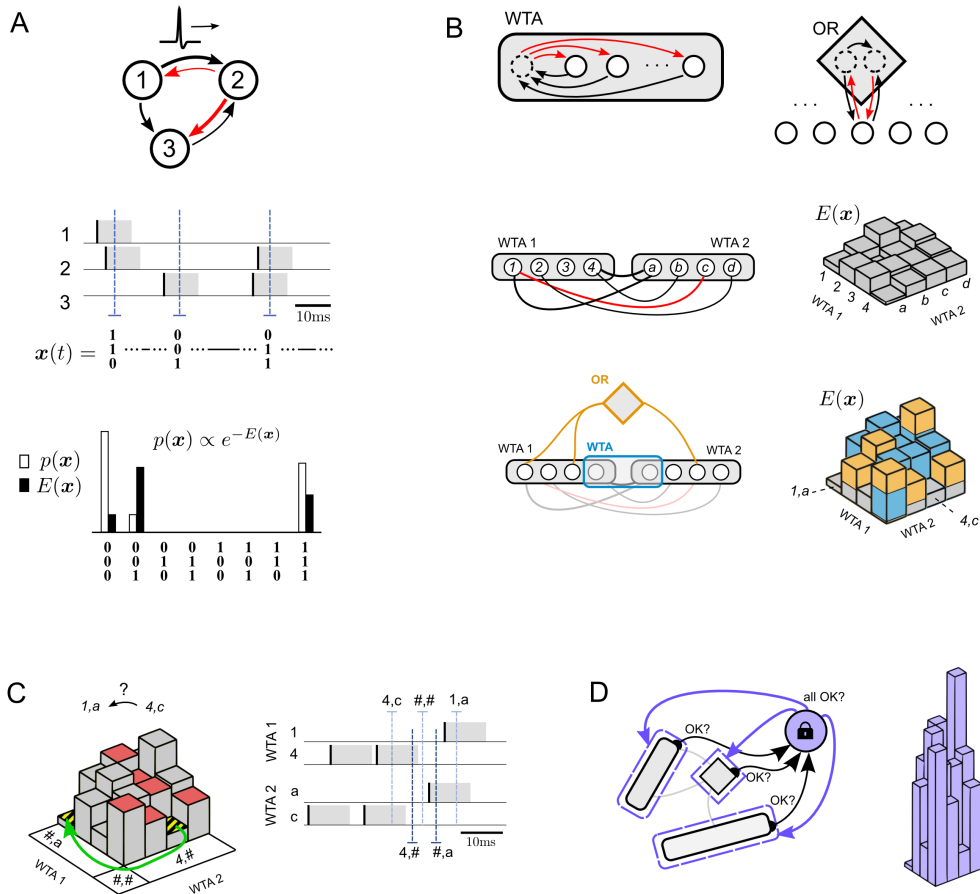 A
1
2
3
1
2
3
10ms
x(t) =
1 0 0
1 ····—··· 0 ···——··· 1 ···—···
0 1 1
p(x) ∝ e^{-E(x)}
p(x)
E(x)
0 0 0 0 1 1 1 1
0 0 1 1 0 0 1 1
0 1 0 1 0 1 0 1
B
WTA
· · ·
OR
· · ·
· · ·
WTA 1
WTA 2
1 2 3 4
a b c d
E(x)
1
2
3
4
a
b
c
d
WTA 1
WTA 2
OR
WTA 1
WTA
WTA 2
E(x)
1,a
WTA 1
WTA 2
4,c
C
?
1,a
4,c
#,a
#,#
4,#
WTA 1
WTA 2
4,c
#,#
1,a
WTA 1
1
4
WTA 2
a
c
4,#
#,a
10ms
D
all OK?
OK?
OK?
OK?